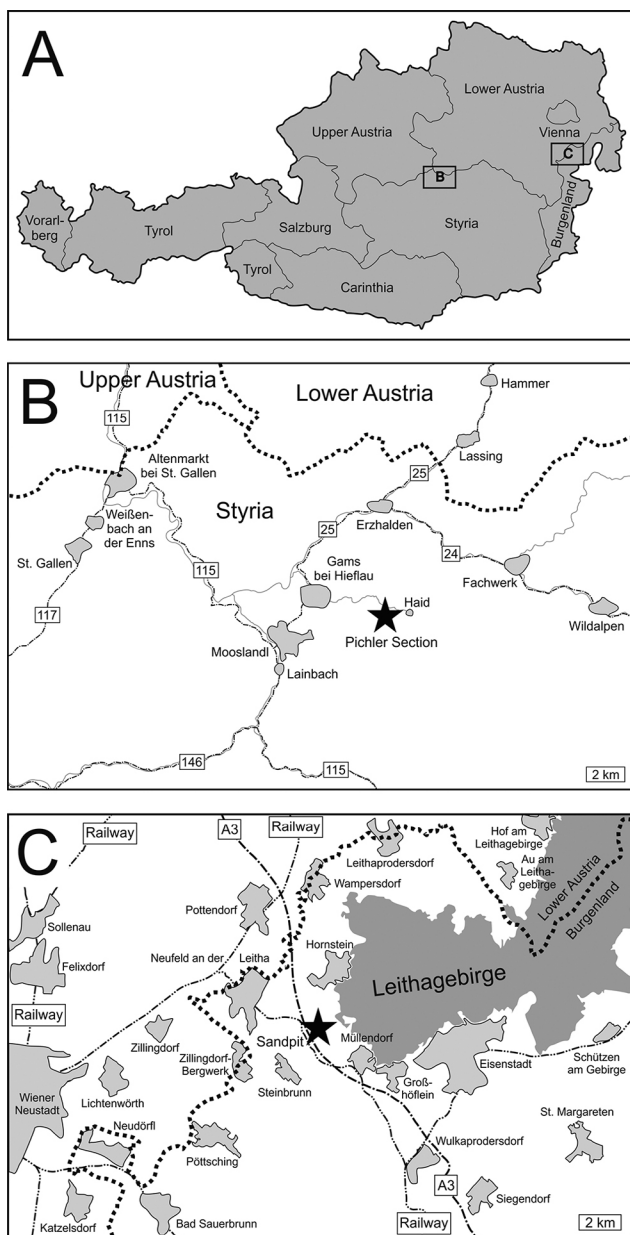 A
Lower Austria
Upper Austria
Vienna
C
B
Vorarl-
berg
Tyrol
Salzburg
Styria
Burgenland
Tyrol
Carinthia
B
Upper Austria
Lower Austria
Hammer
115
Altenmarkt
bei St. Gallen
Lassing
Styria
25
Weißen-
bach an
der Enns
25
Erzhalden
St. Gallen
24
115
Gams
bei Hieflau
Fachwerk
117
Haid
Wildalpen
Pichler Section
Mooslandl
Lainbach
146
115
2 km
C
Railway
A3
Railway
Hof am
Leithagebirge
Leithaprodersdorf
Au am
Leitha-
gebirge
Lower Austria
Burgenland
Wampersdorf
Pottendorf
Sollenau
Hornstein
Neufeld an der
Leitha
Felixdorf
Leithagebirge
Railway
Sandpit
Zillingdorf
Müllendorf
Zillingdorf-
Bergwerk
Eisenstadt
Schützen
am Gebirge
Steinbrunn
Groß-
höflein
Wiener
Neustadt
Lichtenwörth
St. Margareten
Neudörfl
Pöttsching
Wulkaprodersdorf
A3
Siegendorf
Katzelsdorf
Bad Sauerbrunn
Railway
2 km